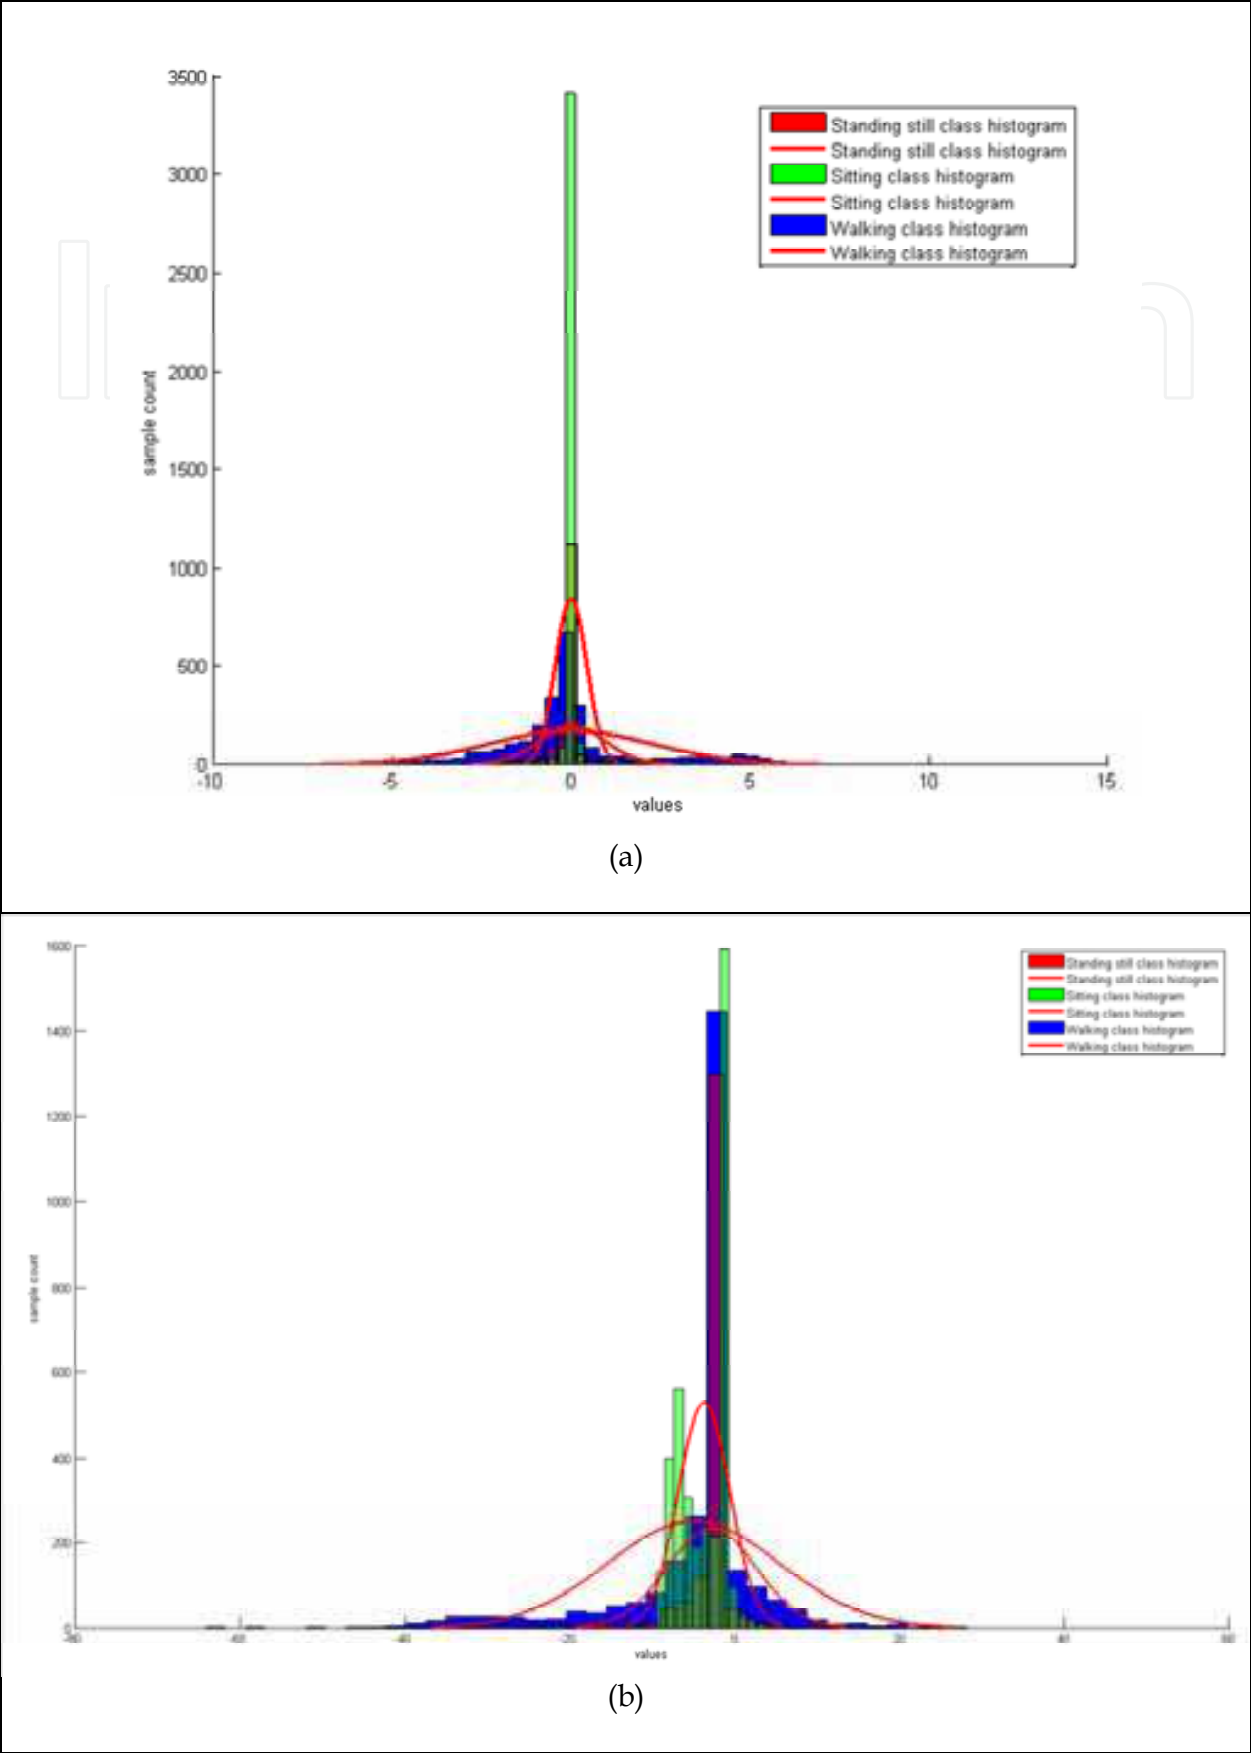 3500
3000
2500
2000
1500
1000
500
0
-10
-5
0
5
10
15
sample count
values
Standing still class histogram
Standing still class histogram
Sitting class histogram
Sitting class histogram
Walking class histogram
Walking class histogram
(a)
1600
1400
1200
1000
800
600
400
200
0
-20
20
40
sample count
values
Standing still class histogram
Standing still class histogram
Sitting class histogram
Sitting class histogram
Walking class histogram
Walking class histogram
(b)